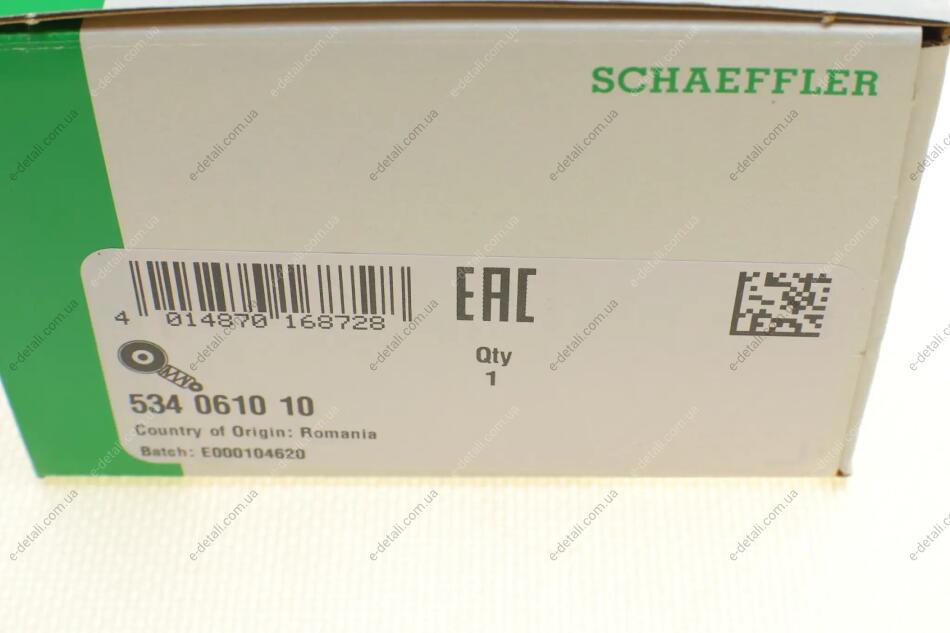 SCHAEFFLER
4 014870 168728
EAC
Qty
1
534 0610 10
Country of Origin: Romania
Batch: E000104620
e-detali.com.ua